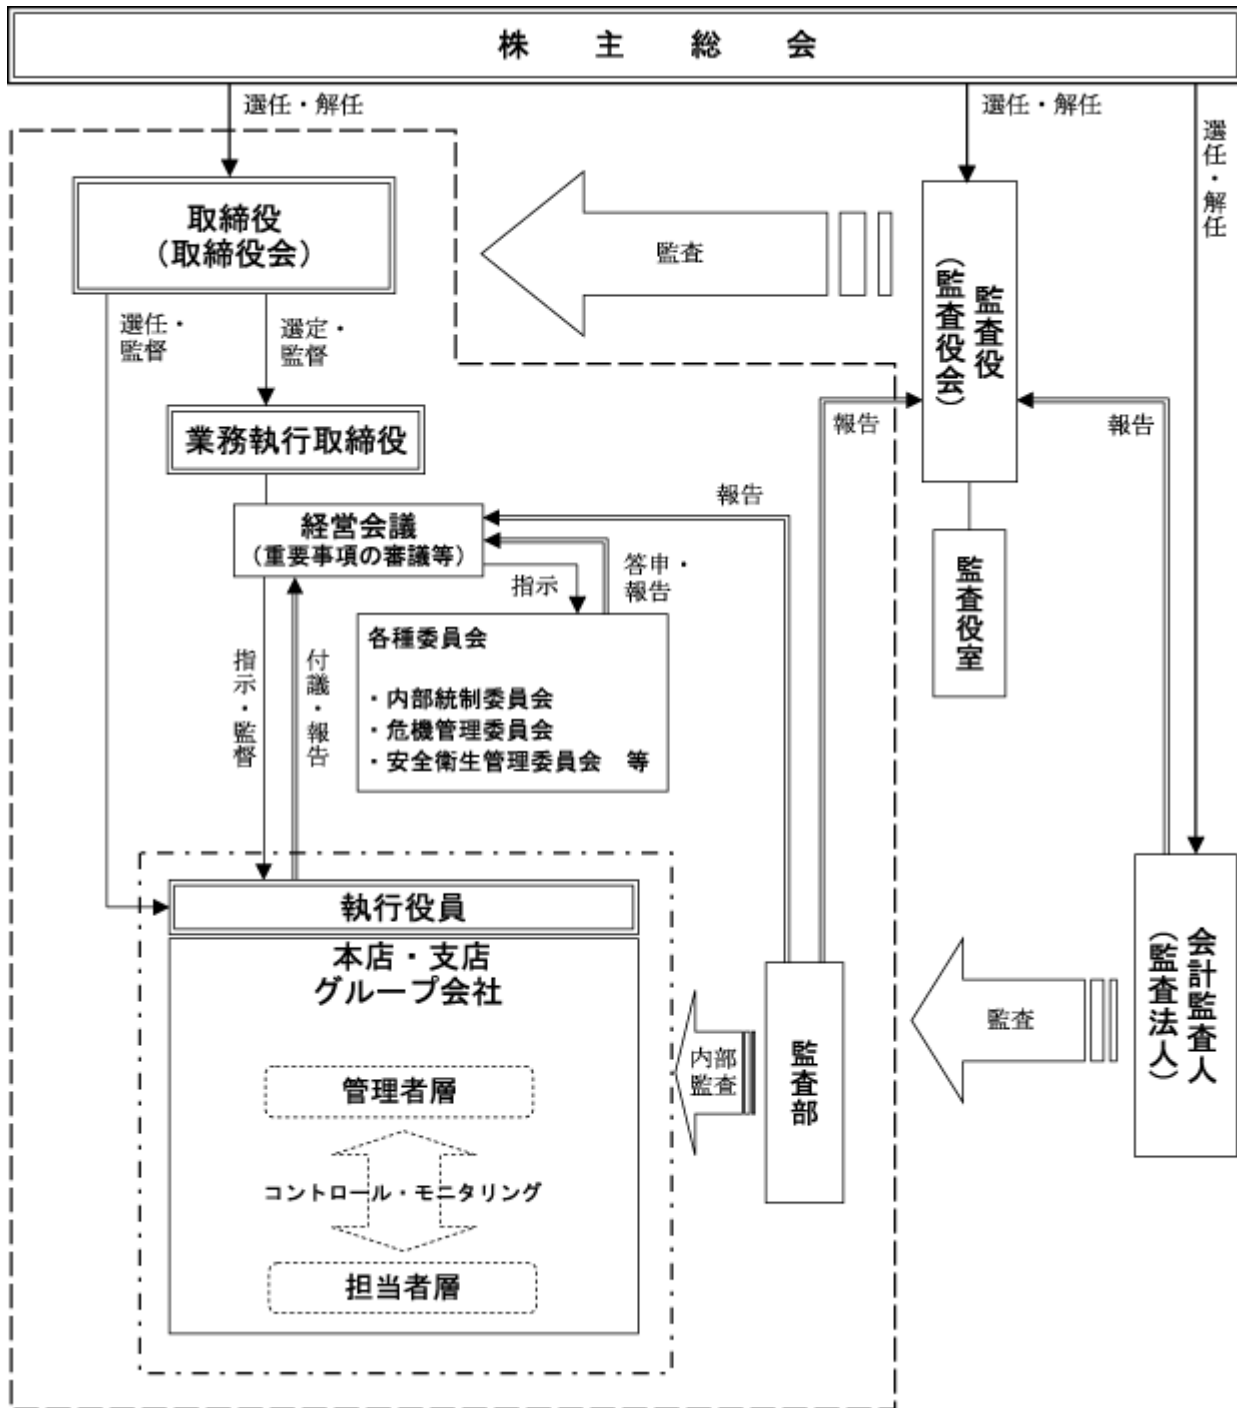 株主総会
選任・解任
選任・解任
選任・解任
取締役
（取締役会）
監査
監査役
（監査役会）
選任・
監督
選定・
監督
業務執行取締役
報告
報告
報告
経営会議
（重要事項の審議等）
指示
答申・
報告
監査役室
各種委員会
・内部統制委員会
・危機管理委員会
・安全衛生管理委員会　等
指示・監督
付議・報告
執行役員
本店・支店
グループ会社
管理者層
コントロール・モニタリング
担当者層
内部
監査
監査部
監査
会計監査人
（監査法人）